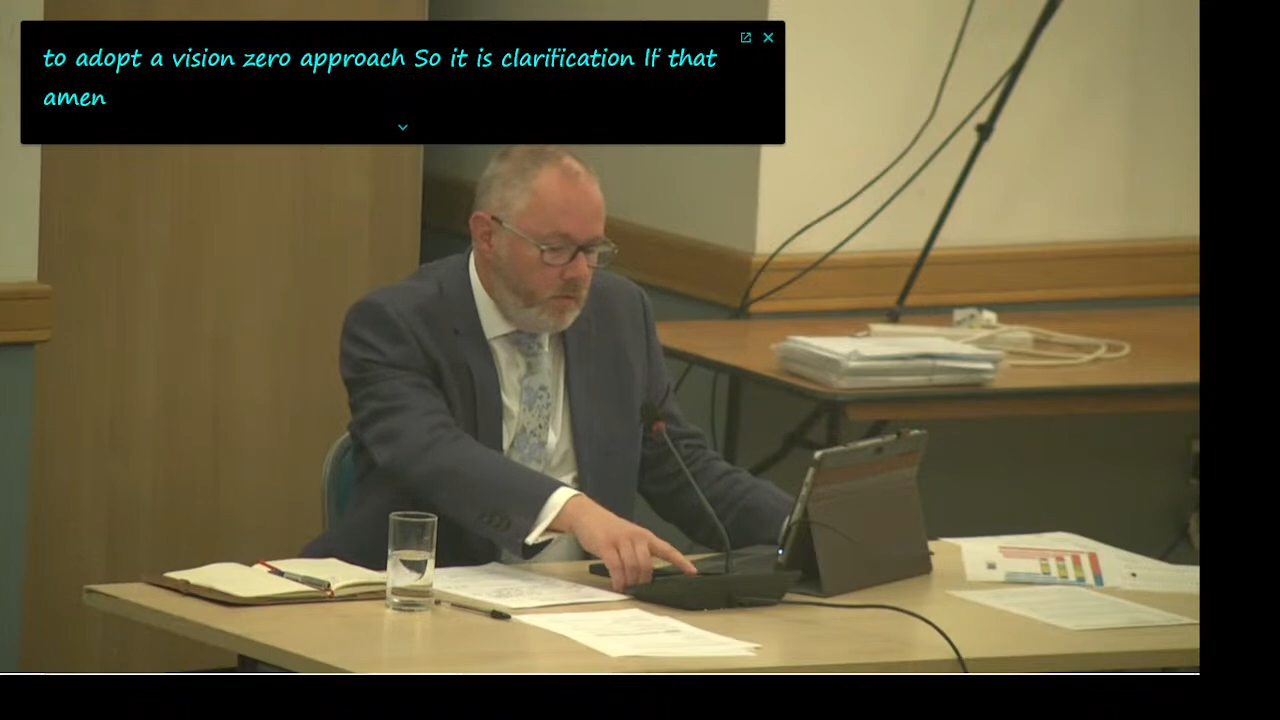 to adopt a vision zero approach So it is clarification If that
amen